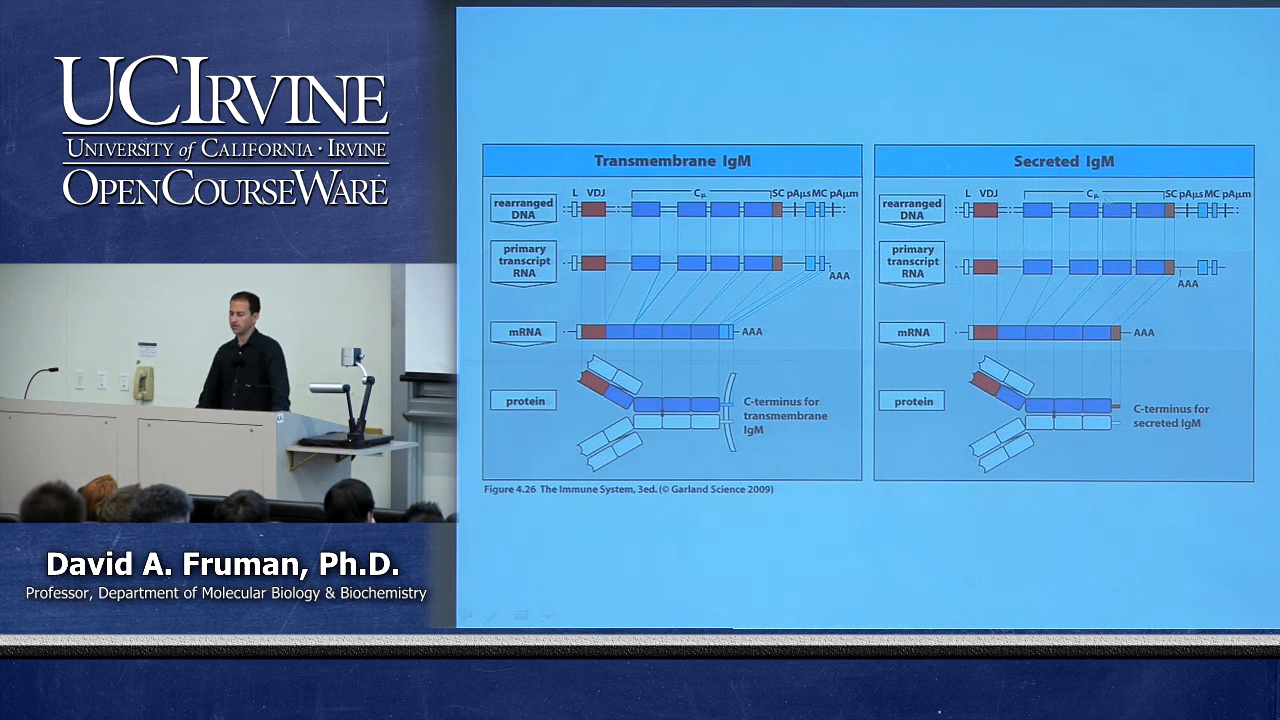 UCIRVINE
UNIVERSITY of CALIFORNIA · IRVINE
OPENCOURSEWARE
David A. Fruman, Ph.D.
Professor, Department of Molecular Biology & Biochemistry
Transmembrane IgM
L VDJ Cμ SC pAμs MC pAμm
rearranged
DNA
primary
transcript
RNA
AAA
mRNA
AAA
protein
C-terminus for
transmembrane
IgM
Secreted IgM
L VDJ Cμ SC pAμs MC pAμm
rearranged
DNA
primary
transcript
RNA
AAA
mRNA
AAA
protein
C-terminus for
secreted IgM
Figure 4.26 The Immune System, 3ed. (© Garland Science 2009)